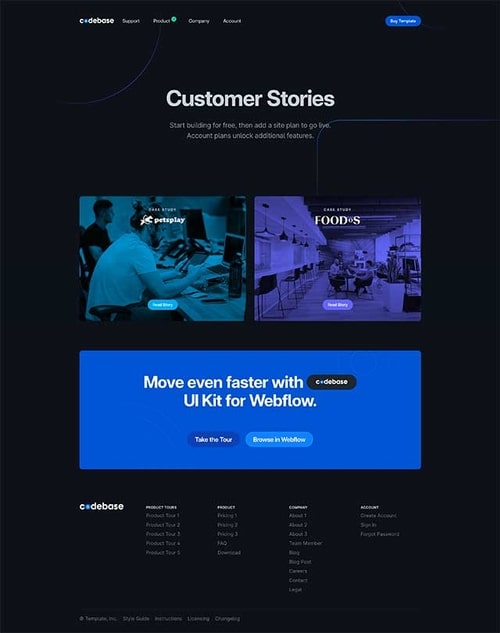 codebase Support Product Company Account Buy Template
Customer Stories
Start building for free, then add a site plan to go live.
Account plans unlock additional features.
CASE STUDY
petsplay
Read Story
CASE STUDY
FOODIS
Read Story
Move even faster with codebase
UI Kit for Webflow.
Take the Tour Browse in Webflow
codebase
PRODUCT TOURS
Product Tour 1
Product Tour 2
Product Tour 3
Product Tour 4
Product Tour 5
PRODUCT
Pricing 1
Pricing 2
Pricing 3
FAQ
Download
COMPANY
About 1
About 2
About 3
Team Member
Blog
Blog Post
Careers
Contact
Legal
ACCOUNT
Create Account
Sign In
Forgot Password
© Template, Inc. Style Guide Instructions Licensing Changelog